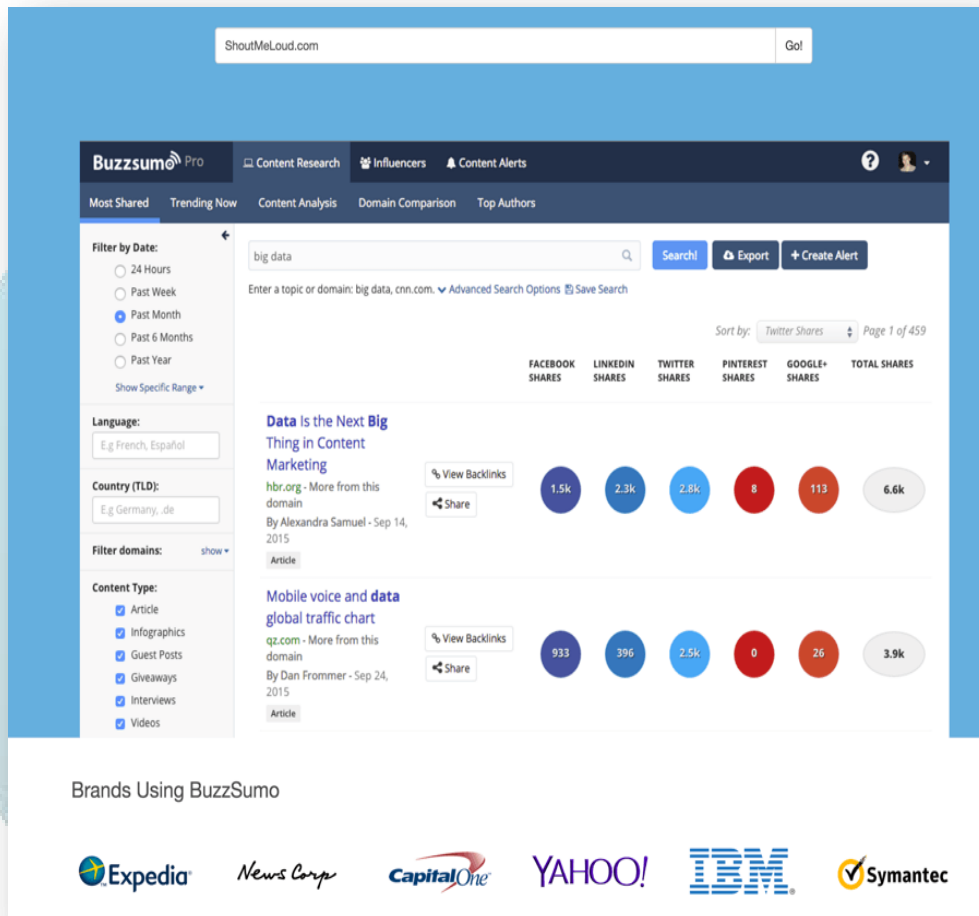 ShoutMeLoud.com
Go!
Buzzsumo Pro
Content Research
Influencers
Content Alerts
?
Most Shared
Trending Now
Content Analysis
Domain Comparison
Top Authors
Filter by Date:
24 Hours
Past Week
Past Month
Past 6 Months
Past Year
Show Specific Range
Language:
E.g French, Español
Country (TLD):
E.g Germany, .de
Filter domains:
show
Content Type:
Article
Infographics
Guest Posts
Giveaways
Interviews
Videos
big data
Search!
Export
+ Create Alert
Enter a topic or domain: big data, cnn.com. Advanced Search Options Save Search
Sort by: Twitter Shares Page 1 of 459
FACEBOOK
SHARES
LINKEDIN
SHARES
TWITTER
SHARES
PINTEREST
SHARES
GOOGLE+
SHARES
TOTAL SHARES
Data Is the Next Big
Thing in Content
Marketing
hbr.org - More from this
domain
By Alexandra Samuel - Sep 14,
2015
Article
View Backlinks
Share
1.5k
2.3k
2.8k
8
113
6.6k
Mobile voice and data
global traffic chart
qz.com - More from this
domain
By Dan Frommer - Sep 24,
2015
Article
View Backlinks
Share
933
396
2.5k
0
26
3.9k
Brands Using BuzzSumo
Expedia
News Corp
CapitalOne
YAHOO!
IBM
Symantec